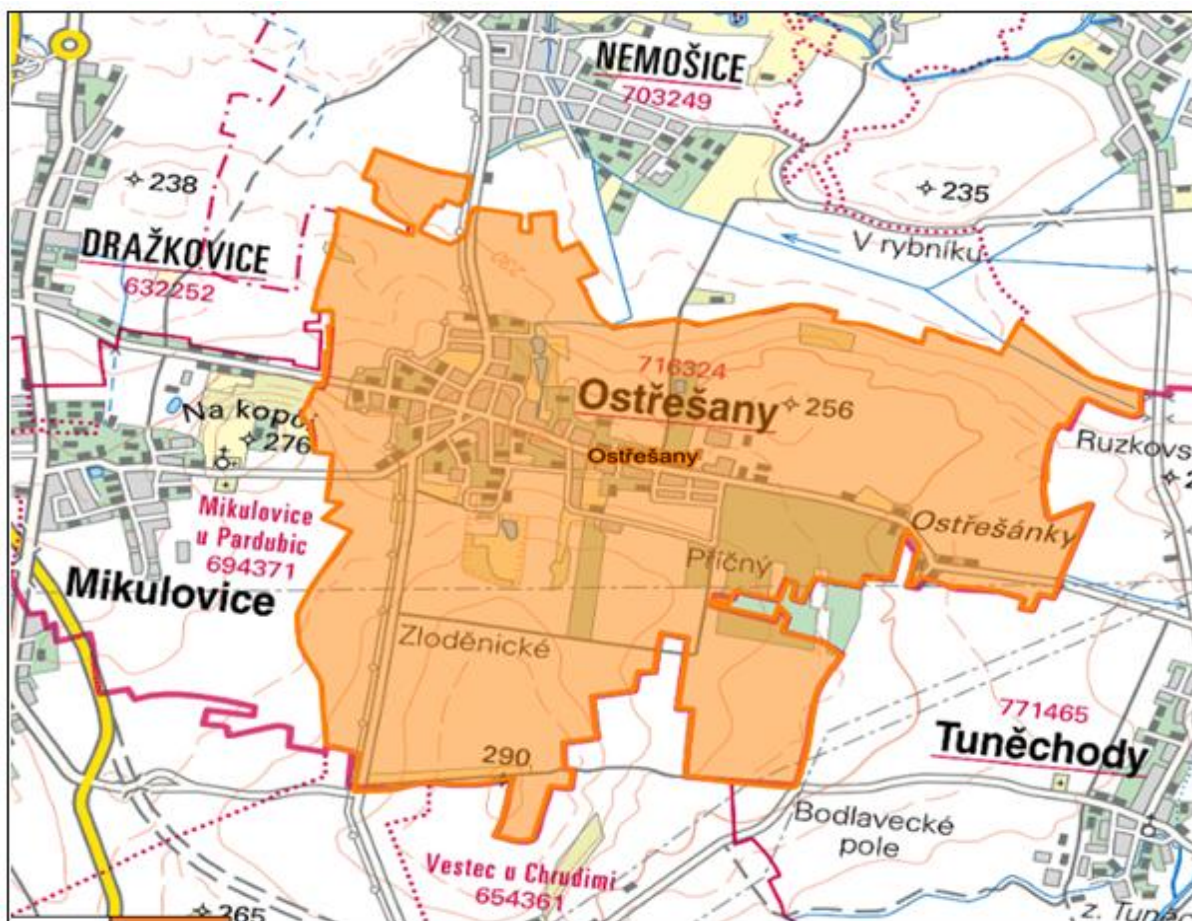 NEMOŠICE
703249
238
235
V rybníku
DRAŽKOVICE
632252
230
716324
Ostřešany
256
Na kopci
276
Ostřešany
Mikulovice
u Pardubic
694371
Ostřešánky
Příčný
Mikulovice
Zloděnické
771465
Tuněchody
290
Bodlavecké
pole
Vestec u Chrudimi
654361
265